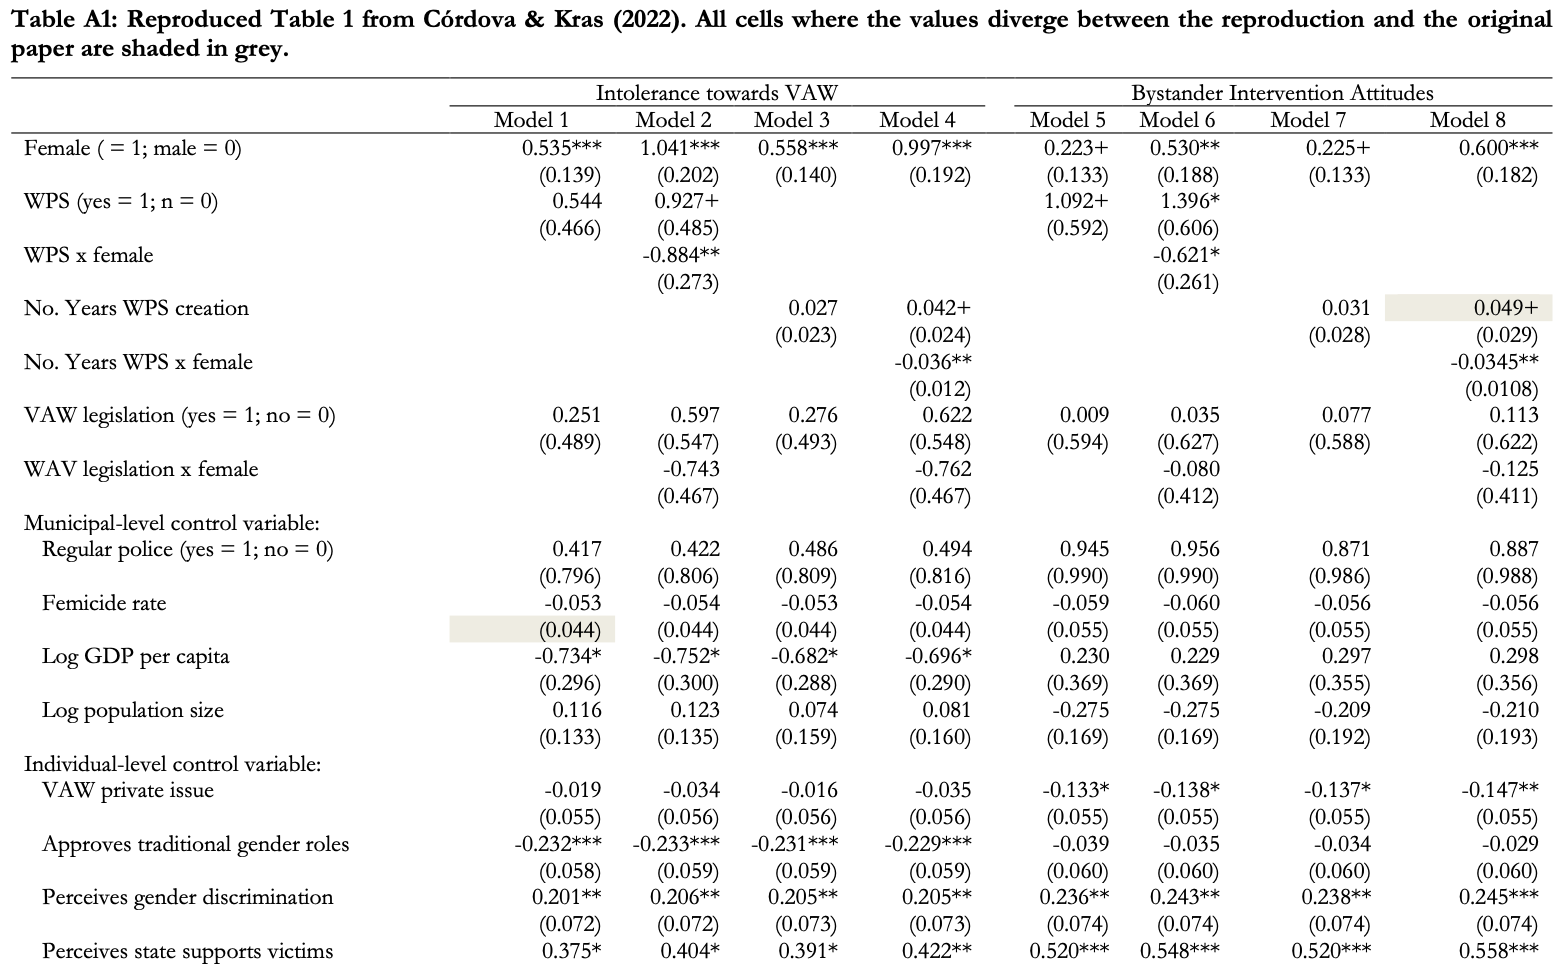 Table A1: Reproduced Table 1 from Córdova & Kras (2022). All cells where the values diverge between the reproduction and the original
paper are shaded in grey.
Intolerance towards VAW Bystander Intervention Attitudes
Model 1 Model 2 Model 3 Model 4 Model 5 Model 6 Model 7 Model 8
Female ( = 1; male = 0) 0.535*** 1.041*** 0.558*** 0.997*** 0.223+ 0.530** 0.225+ 0.600***
(0.139) (0.202) (0.140) (0.192) (0.133) (0.188) (0.133) (0.182)
WPS (yes = 1; n = 0) 0.544 0.927+ 1.092+ 1.396*
(0.466) (0.485) (0.592) (0.606)
WPS x female -0.884** -0.621*
(0.273) (0.261)
No. Years WPS creation 0.027 0.042+ 0.031 0.049+
(0.023) (0.024) (0.028) (0.029)
No. Years WPS x female -0.036** -0.0345**
(0.012) (0.0108)
VAW legislation (yes = 1; no = 0) 0.251 0.597 0.276 0.622 0.009 0.035 0.077 0.113
(0.489) (0.547) (0.493) (0.548) (0.594) (0.627) (0.588) (0.622)
WAV legislation x female -0.743 -0.762 -0.080 -0.125
(0.467) (0.467) (0.412) (0.411)
Municipal-level control variable:
Regular police (yes = 1; no = 0) 0.417 0.422 0.486 0.494 0.945 0.956 0.871 0.887
(0.796) (0.806) (0.809) (0.816) (0.990) (0.990) (0.986) (0.988)
Femicide rate -0.053 -0.054 -0.053 -0.054 -0.059 -0.060 -0.056 -0.056
(0.044) (0.044) (0.044) (0.044) (0.055) (0.055) (0.055) (0.055)
Log GDP per capita -0.734* -0.752* -0.682* -0.696* 0.230 0.229 0.297 0.298
(0.296) (0.300) (0.288) (0.290) (0.369) (0.369) (0.355) (0.356)
Log population size 0.116 0.123 0.074 0.081 -0.275 -0.275 -0.209 -0.210
(0.133) (0.135) (0.159) (0.160) (0.169) (0.169) (0.192) (0.193)
Individual-level control variable:
VAW private issue -0.019 -0.034 -0.016 -0.035 -0.133* -0.138* -0.137* -0.147**
(0.055) (0.056) (0.056) (0.056) (0.055) (0.055) (0.055) (0.055)
Approves traditional gender roles -0.232*** -0.233*** -0.231*** -0.229*** -0.039 -0.035 -0.034 -0.029
(0.058) (0.059) (0.059) (0.059) (0.060) (0.060) (0.060) (0.060)
Perceives gender discrimination 0.201** 0.206** 0.205** 0.205** 0.236** 0.243** 0.238** 0.245***
(0.072) (0.072) (0.073) (0.073) (0.074) (0.074) (0.074) (0.074)
Perceives state supports victims 0.375* 0.404* 0.391* 0.422** 0.520*** 0.548*** 0.520*** 0.558***